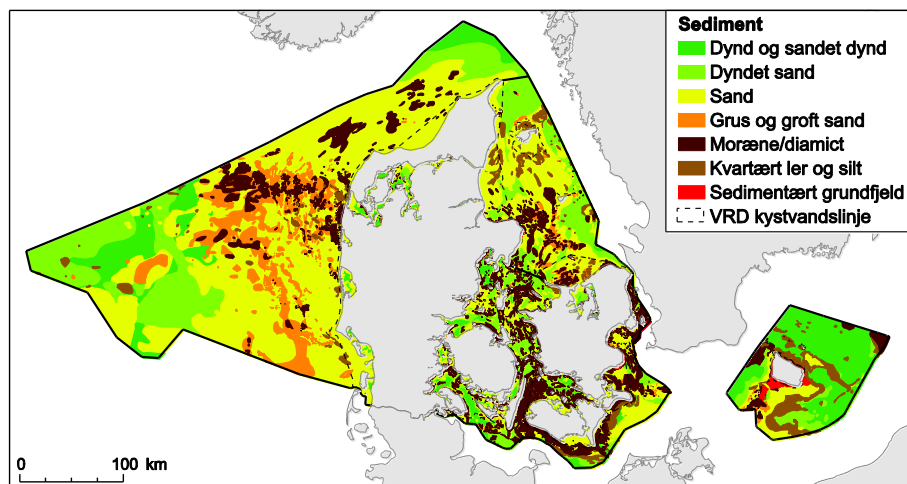 Sediment
Dynd og sandet dynd
Dyndet sand
Sand
Grus og groft sand
Moræne/diamict
Kvartært ler og silt
Sedimentært grundfjeld
VRD kystvandslinje
0 100 km